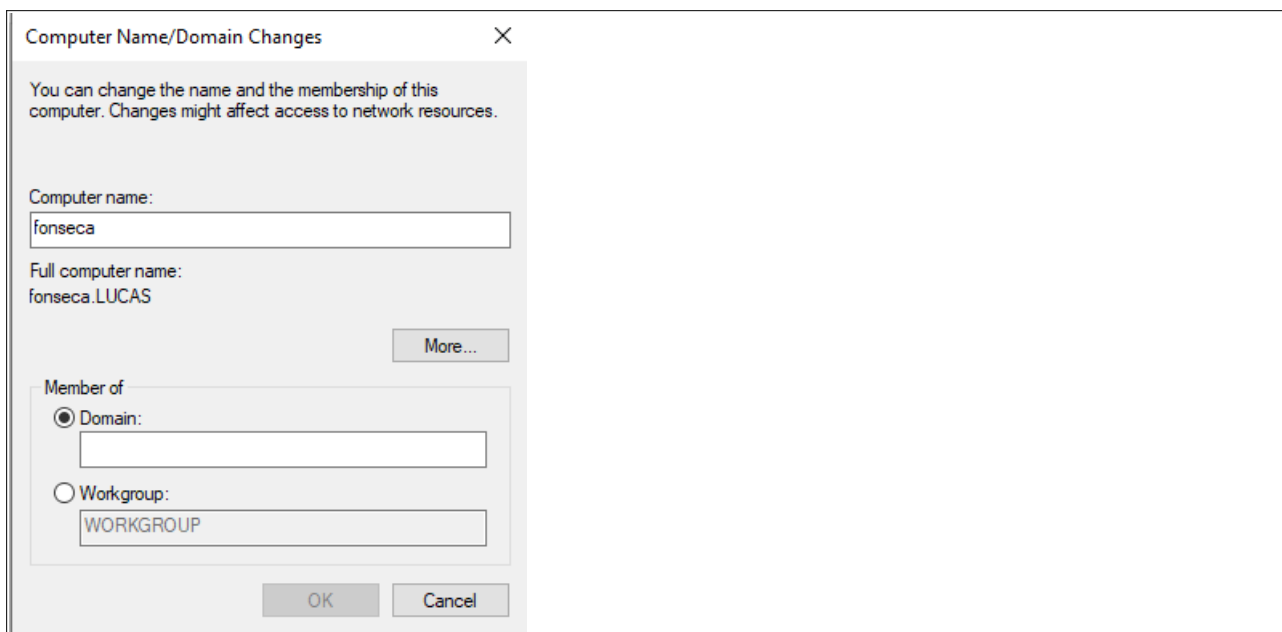 Computer Name/Domain Changes
You can change the name and the membership of this
computer. Changes might affect access to network resources.
Computer name:
fonseca
Full computer name:
fonseca.LUCAS
More...
Member of
Domain:
Workgroup:
WORKGROUP
OK
Cancel